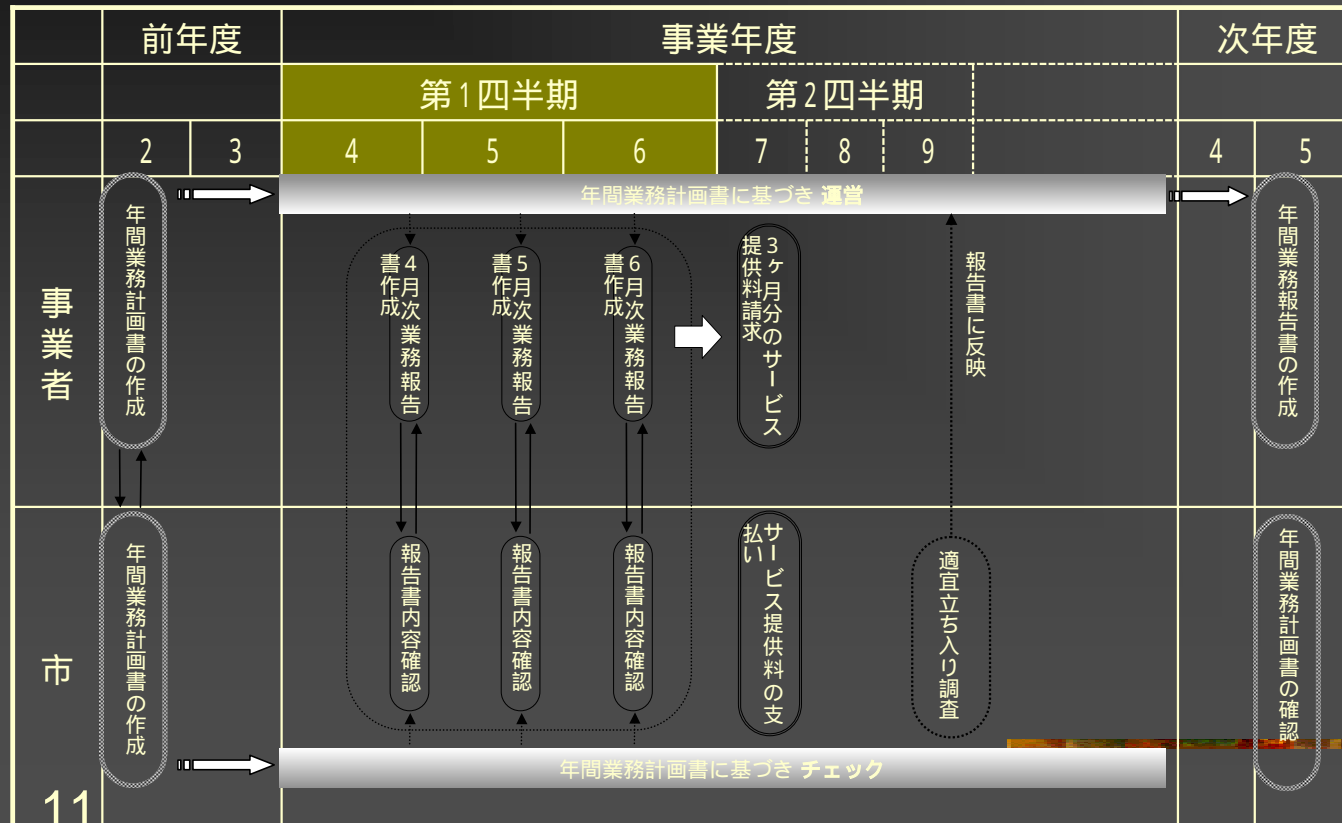 前年度
事業年度
次年度
第1四半期
第2四半期
2
3
4
5
6
7
8
9
4
5
事業者
年間業務計画書の作成
年間業務計画書に基づき 運営
4月次業務報告
書作成
5月次業務報告
書作成
6月次業務報告
書作成
3ヶ月分のサービス
提供料請求
報告書に反映
年間業務報告書の作成
市
年間業務計画書の作成
報告書内容確認
報告書内容確認
報告書内容確認
サービス提供料の支
払い
適宜立ち入り調査
年間業務計画書の確認
年間業務計画書に基づき チェック
11